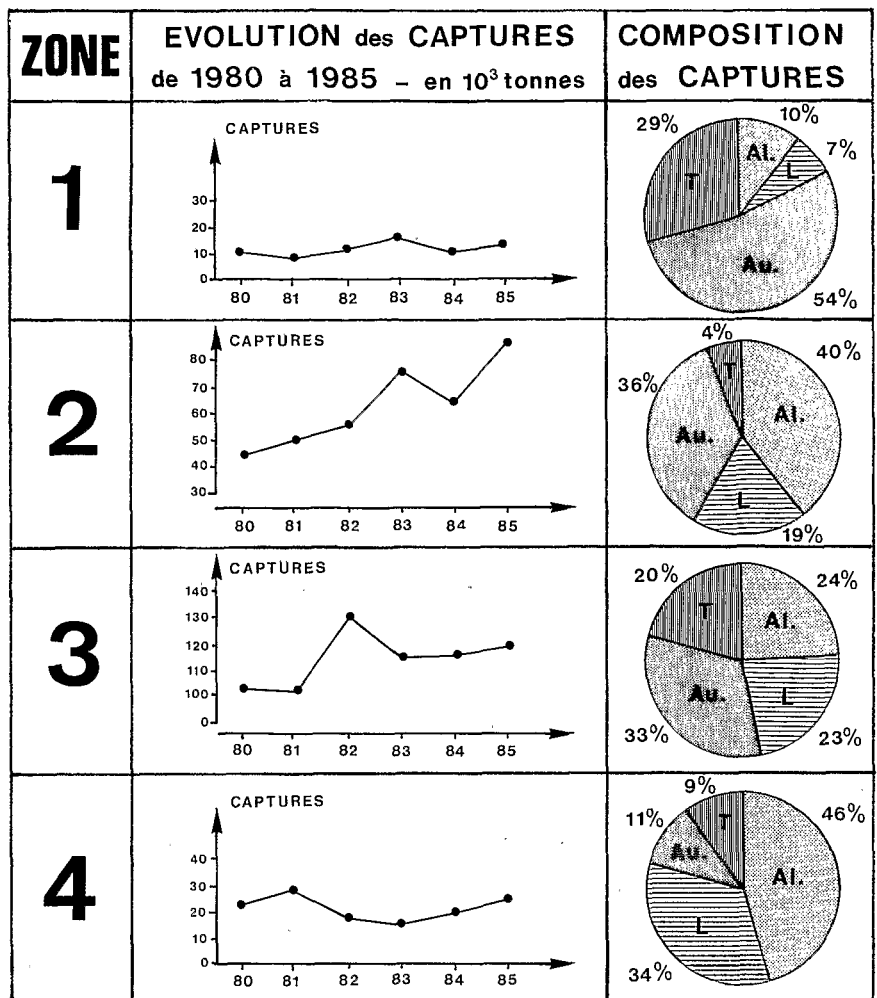 ZONE
EVOLUTION des CAPTURES
de 1980 à 1985 – en 10³ tonnes
COMPOSITION
des CAPTURES
1
CAPTURES
30
20
10
0
80 81 82 83 84 85
29%
10%
7%
54%
T
Al.
L
Au.
2
CAPTURES
80
70
60
50
40
30
80 81 82 83 84 85
4%
40%
36%
19%
T
Al.
Au.
L
3
CAPTURES
140
130
120
110
100
0
80 81 82 83 84 85
20%
24%
33%
23%
T
Al.
Au.
L
4
CAPTURES
40
30
20
10
0
80 81 82 83 84 85
9%
46%
11%
34%
T
Au.
Al.
L